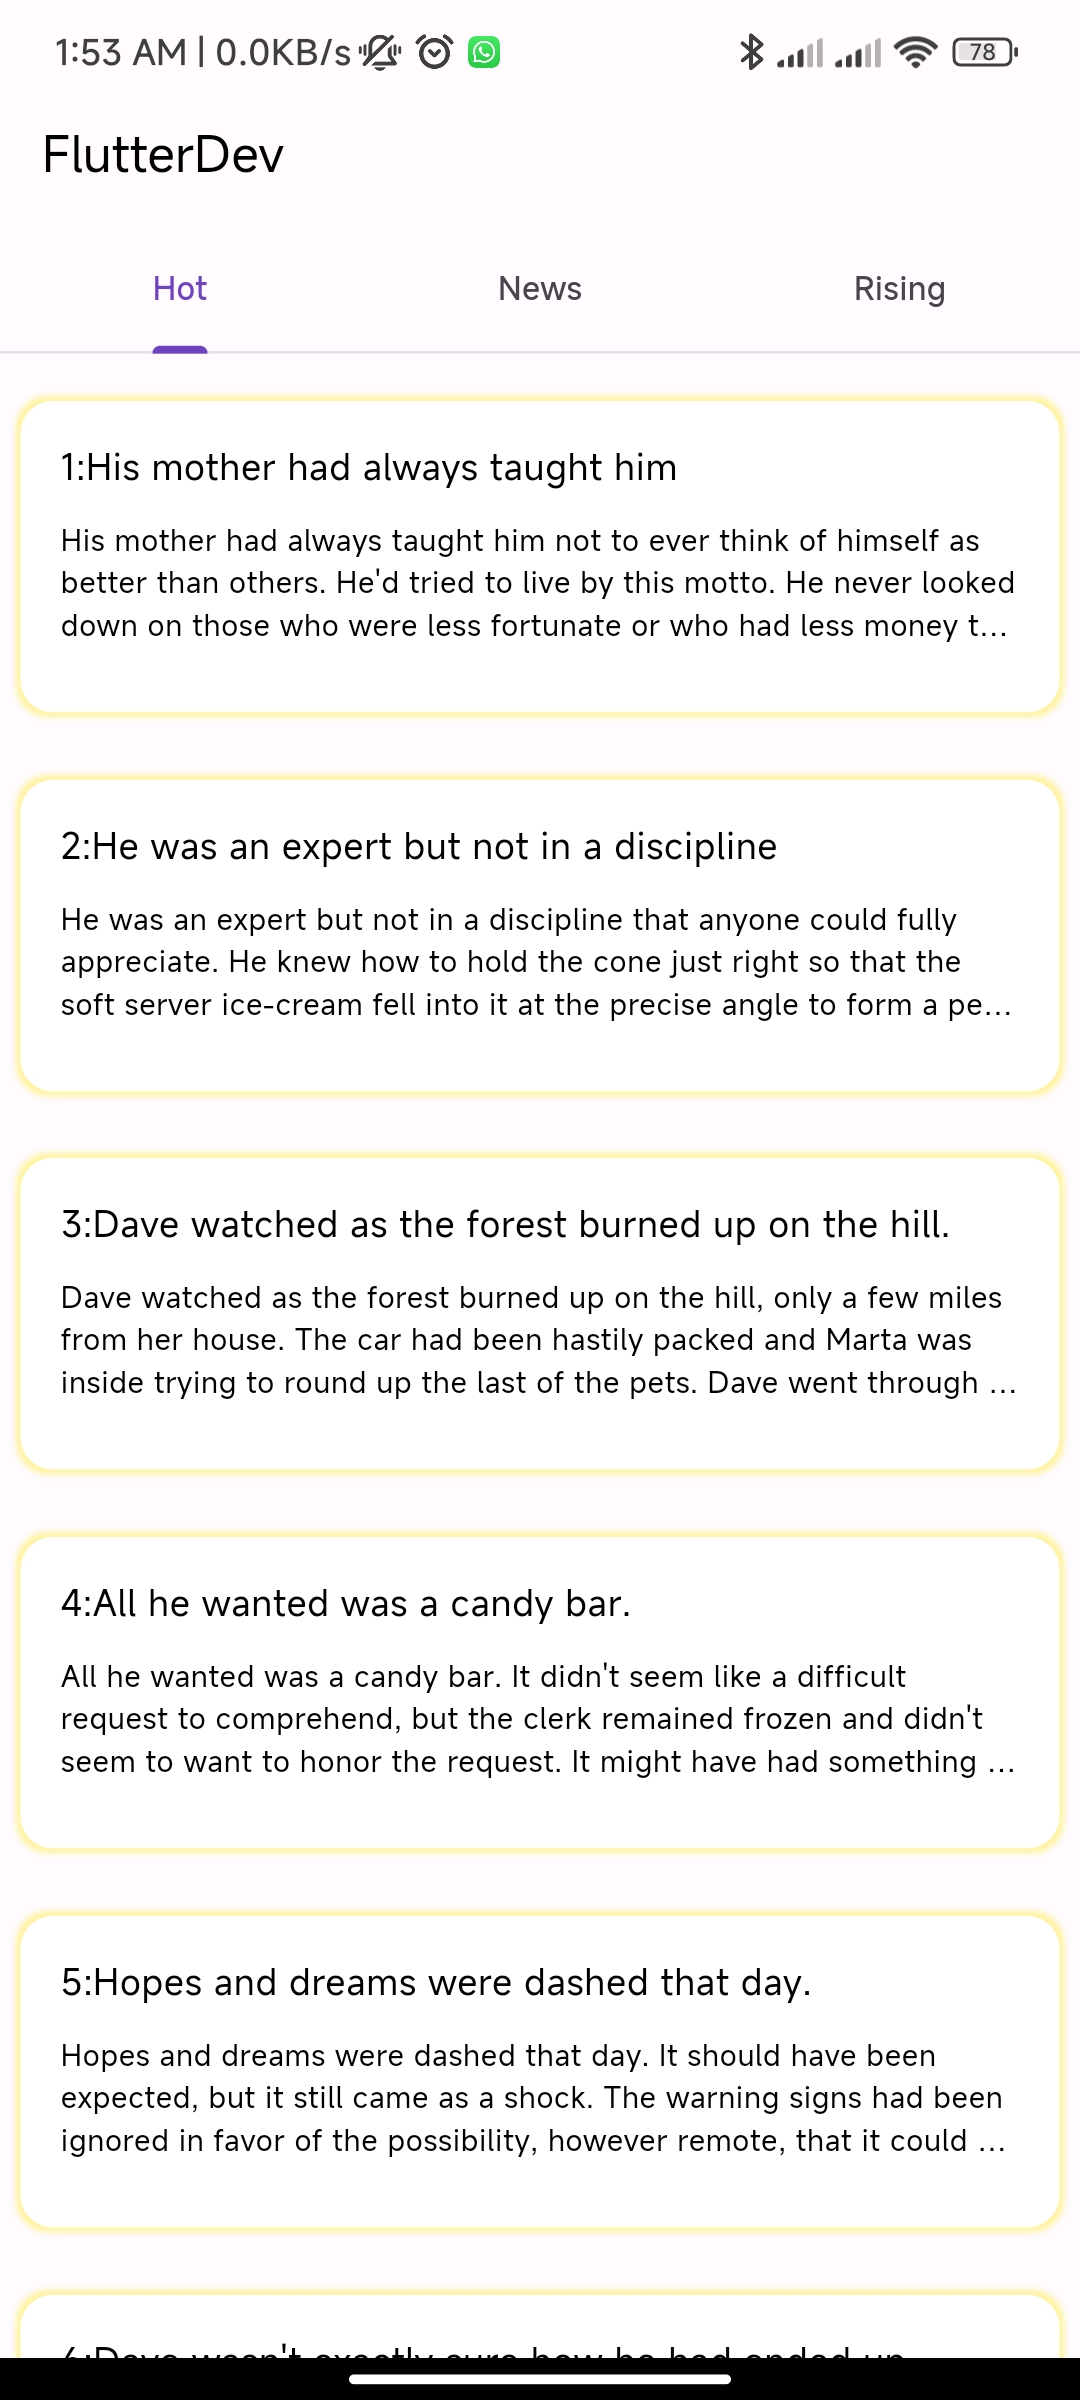 1:53 AM | 0.0KB/s 78
FlutterDev
Hot News Rising
1:His mother had always taught him
His mother had always taught him not to ever think of himself as
better than others. He'd tried to live by this motto. He never looked
down on those who were less fortunate or who had less money t...
2:He was an expert but not in a discipline
He was an expert but not in a discipline that anyone could fully
appreciate. He knew how to hold the cone just right so that the
soft server ice-cream fell into it at the precise angle to form a pe...
3:Dave watched as the forest burned up on the hill.
Dave watched as the forest burned up on the hill, only a few miles
from her house. The car had been hastily packed and Marta was
inside trying to round up the last of the pets. Dave went through ...
4:All he wanted was a candy bar.
All he wanted was a candy bar. It didn't seem like a difficult
request to comprehend, but the clerk remained frozen and didn't
seem to want to honor the request. It might have had something ...
5:Hopes and dreams were dashed that day.
Hopes and dreams were dashed that day. It should have been
expected, but it still came as a shock. The warning signs had been
ignored in favor of the possibility, however remote, that it could ...
6:Dave wasn't exactly sure how he had ended up